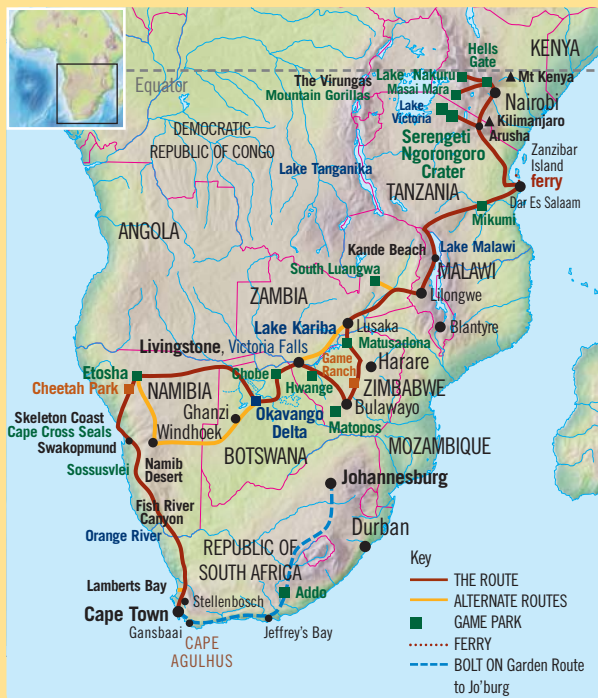 KENYA
Hells
Gate
Lake Nakuru
Mt Kenya
The Virungas
Masai Mara
Mountain Gorillas
Equator
Nairobi
Lake
Victoria
Kilimanjaro
Arusha
DEMOCRATIC
REPUBLIC OF CONGO
Serengeti
Ngorongoro
Crater
Zanzibar
Island
ferry
Lake Tanganika
TANZANIA
Dar Es Salaam
Mikumi
ANGOLA
Kande Beach
Lake Malawi
South Luangwa
MALAWI
ZAMBIA
Lilongwe
Lake Kariba
Lusaka
Blantyre
Livingstone, Victoria Falls
Matusadona
Etosha
Chobe
Game
Ranch
Harare
Cheetah Park
NAMIBIA
Hwange
ZIMBABWE
Ghanzi
Okavango
Delta
Bulawayo
Skeleton Coast
Cape Cross Seals
Windhoek
Matopos
Swakopmund
BOTSWANA
MOZAMBIQUE
Sossusvlei
Namib
Desert
Johannesburg
Fish River
Canyon
Orange River
Durban
REPUBLIC OF
SOUTH AFRICA
Lamberts Bay
Stellenbosch
Addo
Cape Town
Gansbaai
Jeffrey's Bay
CAPE
AGULHUS
Key
THE ROUTE
ALTERNATE ROUTES
GAME PARK
FERRY
BOLT ON Garden Route
to Jo'burg